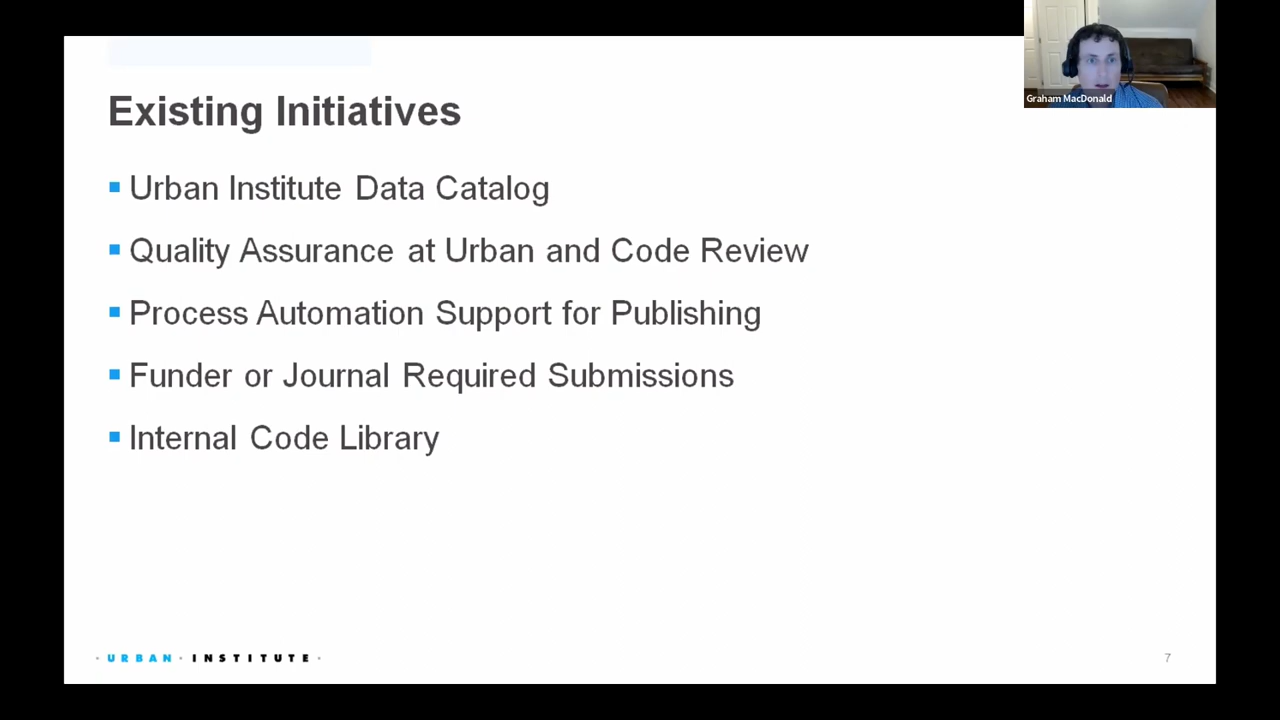 Graham MacDonald
Existing Initiatives
Urban Institute Data Catalog
Quality Assurance at Urban and Code Review
Process Automation Support for Publishing
Funder or Journal Required Submissions
Internal Code Library
· URBAN · INSTITUTE ·
7